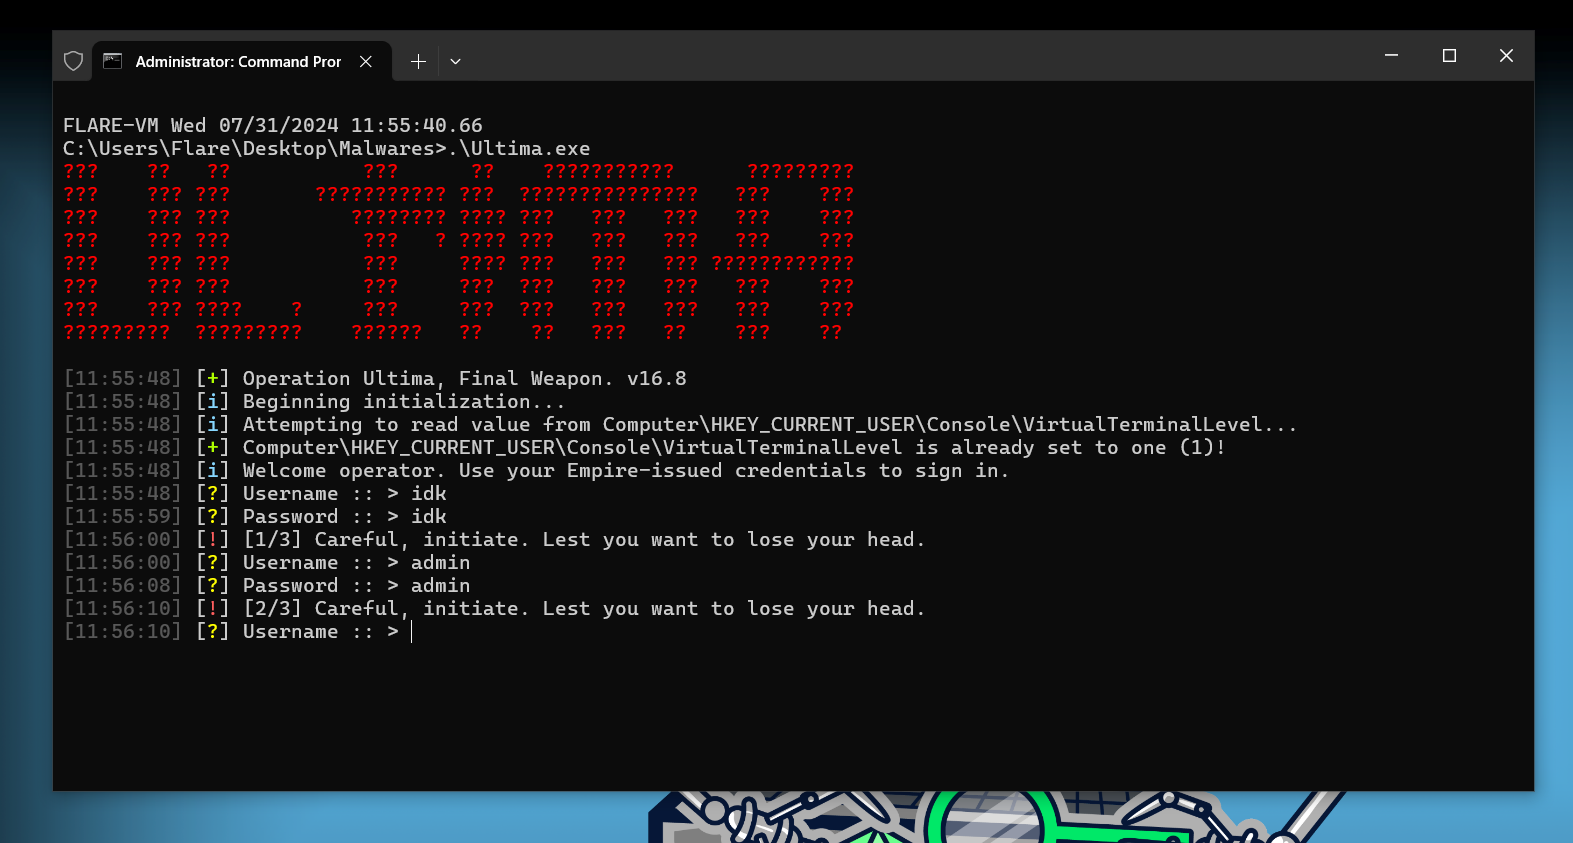 Administrator: Command Pror
FLARE-VM Wed 07/31/2024 11:55:40.66
C:\Users\Flare\Desktop\Malwares>.\Ultima.exe
???    ??   ??           ???      ??    ???????????      ?????????
???    ??? ???       ??????????? ???  ???????????????   ???    ???
???    ??? ???          ???????? ???? ???   ???   ???   ???    ???
???    ??? ???           ???   ? ???? ???   ???   ???   ???    ???
???    ??? ???           ???     ???? ???   ???   ??? ????????????
???    ??? ???           ???     ???  ???   ???   ???   ???    ???
???    ??? ????    ?     ???     ???  ???   ???   ???   ???    ???
?????????  ?????????    ??????   ??    ??   ???   ??    ???    ??
[11:55:48] [+] Operation Ultima, Final Weapon. v16.8
[11:55:48] [i] Beginning initialization...
[11:55:48] [i] Attempting to read value from Computer\HKEY_CURRENT_USER\Console\VirtualTerminalLevel...
[11:55:48] [+] Computer\HKEY_CURRENT_USER\Console\VirtualTerminalLevel is already set to one (1)!
[11:55:48] [i] Welcome operator. Use your Empire-issued credentials to sign in.
[11:55:48] [?] Username :: > idk
[11:55:59] [?] Password :: > idk
[11:56:00] [!] [1/3] Careful, initiate. Lest you want to lose your head.
[11:56:00] [?] Username :: > admin
[11:56:08] [?] Password :: > admin
[11:56:10] [!] [2/3] Careful, initiate. Lest you want to lose your head.
[11:56:10] [?] Username :: >